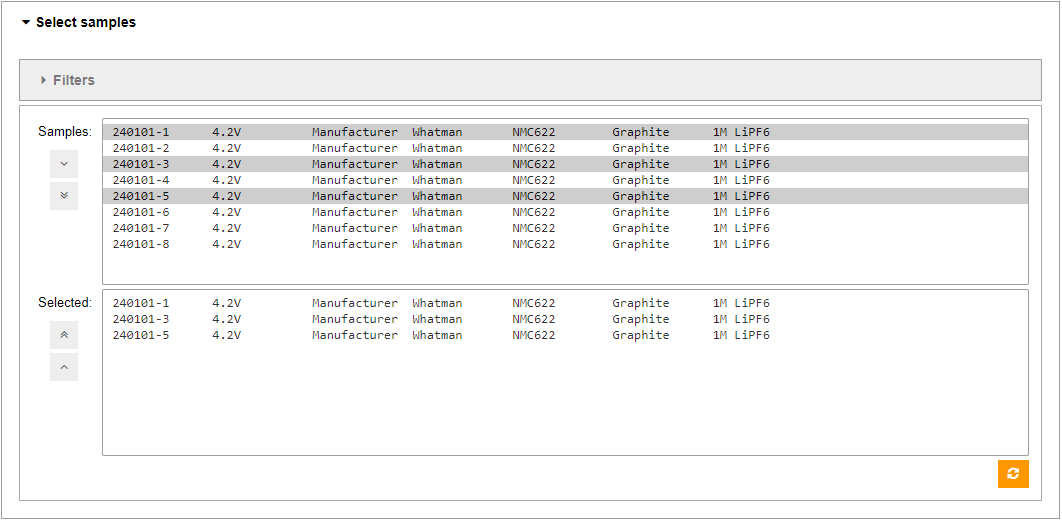 Select samples
Filters
Samples:
240101-1 4.2V Manufacturer Whatman NMC622 Graphite 1M LiPF6
240101-2 4.2V Manufacturer Whatman NMC622 Graphite 1M LiPF6
240101-3 4.2V Manufacturer Whatman NMC622 Graphite 1M LiPF6
240101-4 4.2V Manufacturer Whatman NMC622 Graphite 1M LiPF6
240101-5 4.2V Manufacturer Whatman NMC622 Graphite 1M LiPF6
240101-6 4.2V Manufacturer Whatman NMC622 Graphite 1M LiPF6
240101-7 4.2V Manufacturer Whatman NMC622 Graphite 1M LiPF6
240101-8 4.2V Manufacturer Whatman NMC622 Graphite 1M LiPF6
Selected:
240101-1 4.2V Manufacturer Whatman NMC622 Graphite 1M LiPF6
240101-3 4.2V Manufacturer Whatman NMC622 Graphite 1M LiPF6
240101-5 4.2V Manufacturer Whatman NMC622 Graphite 1M LiPF6